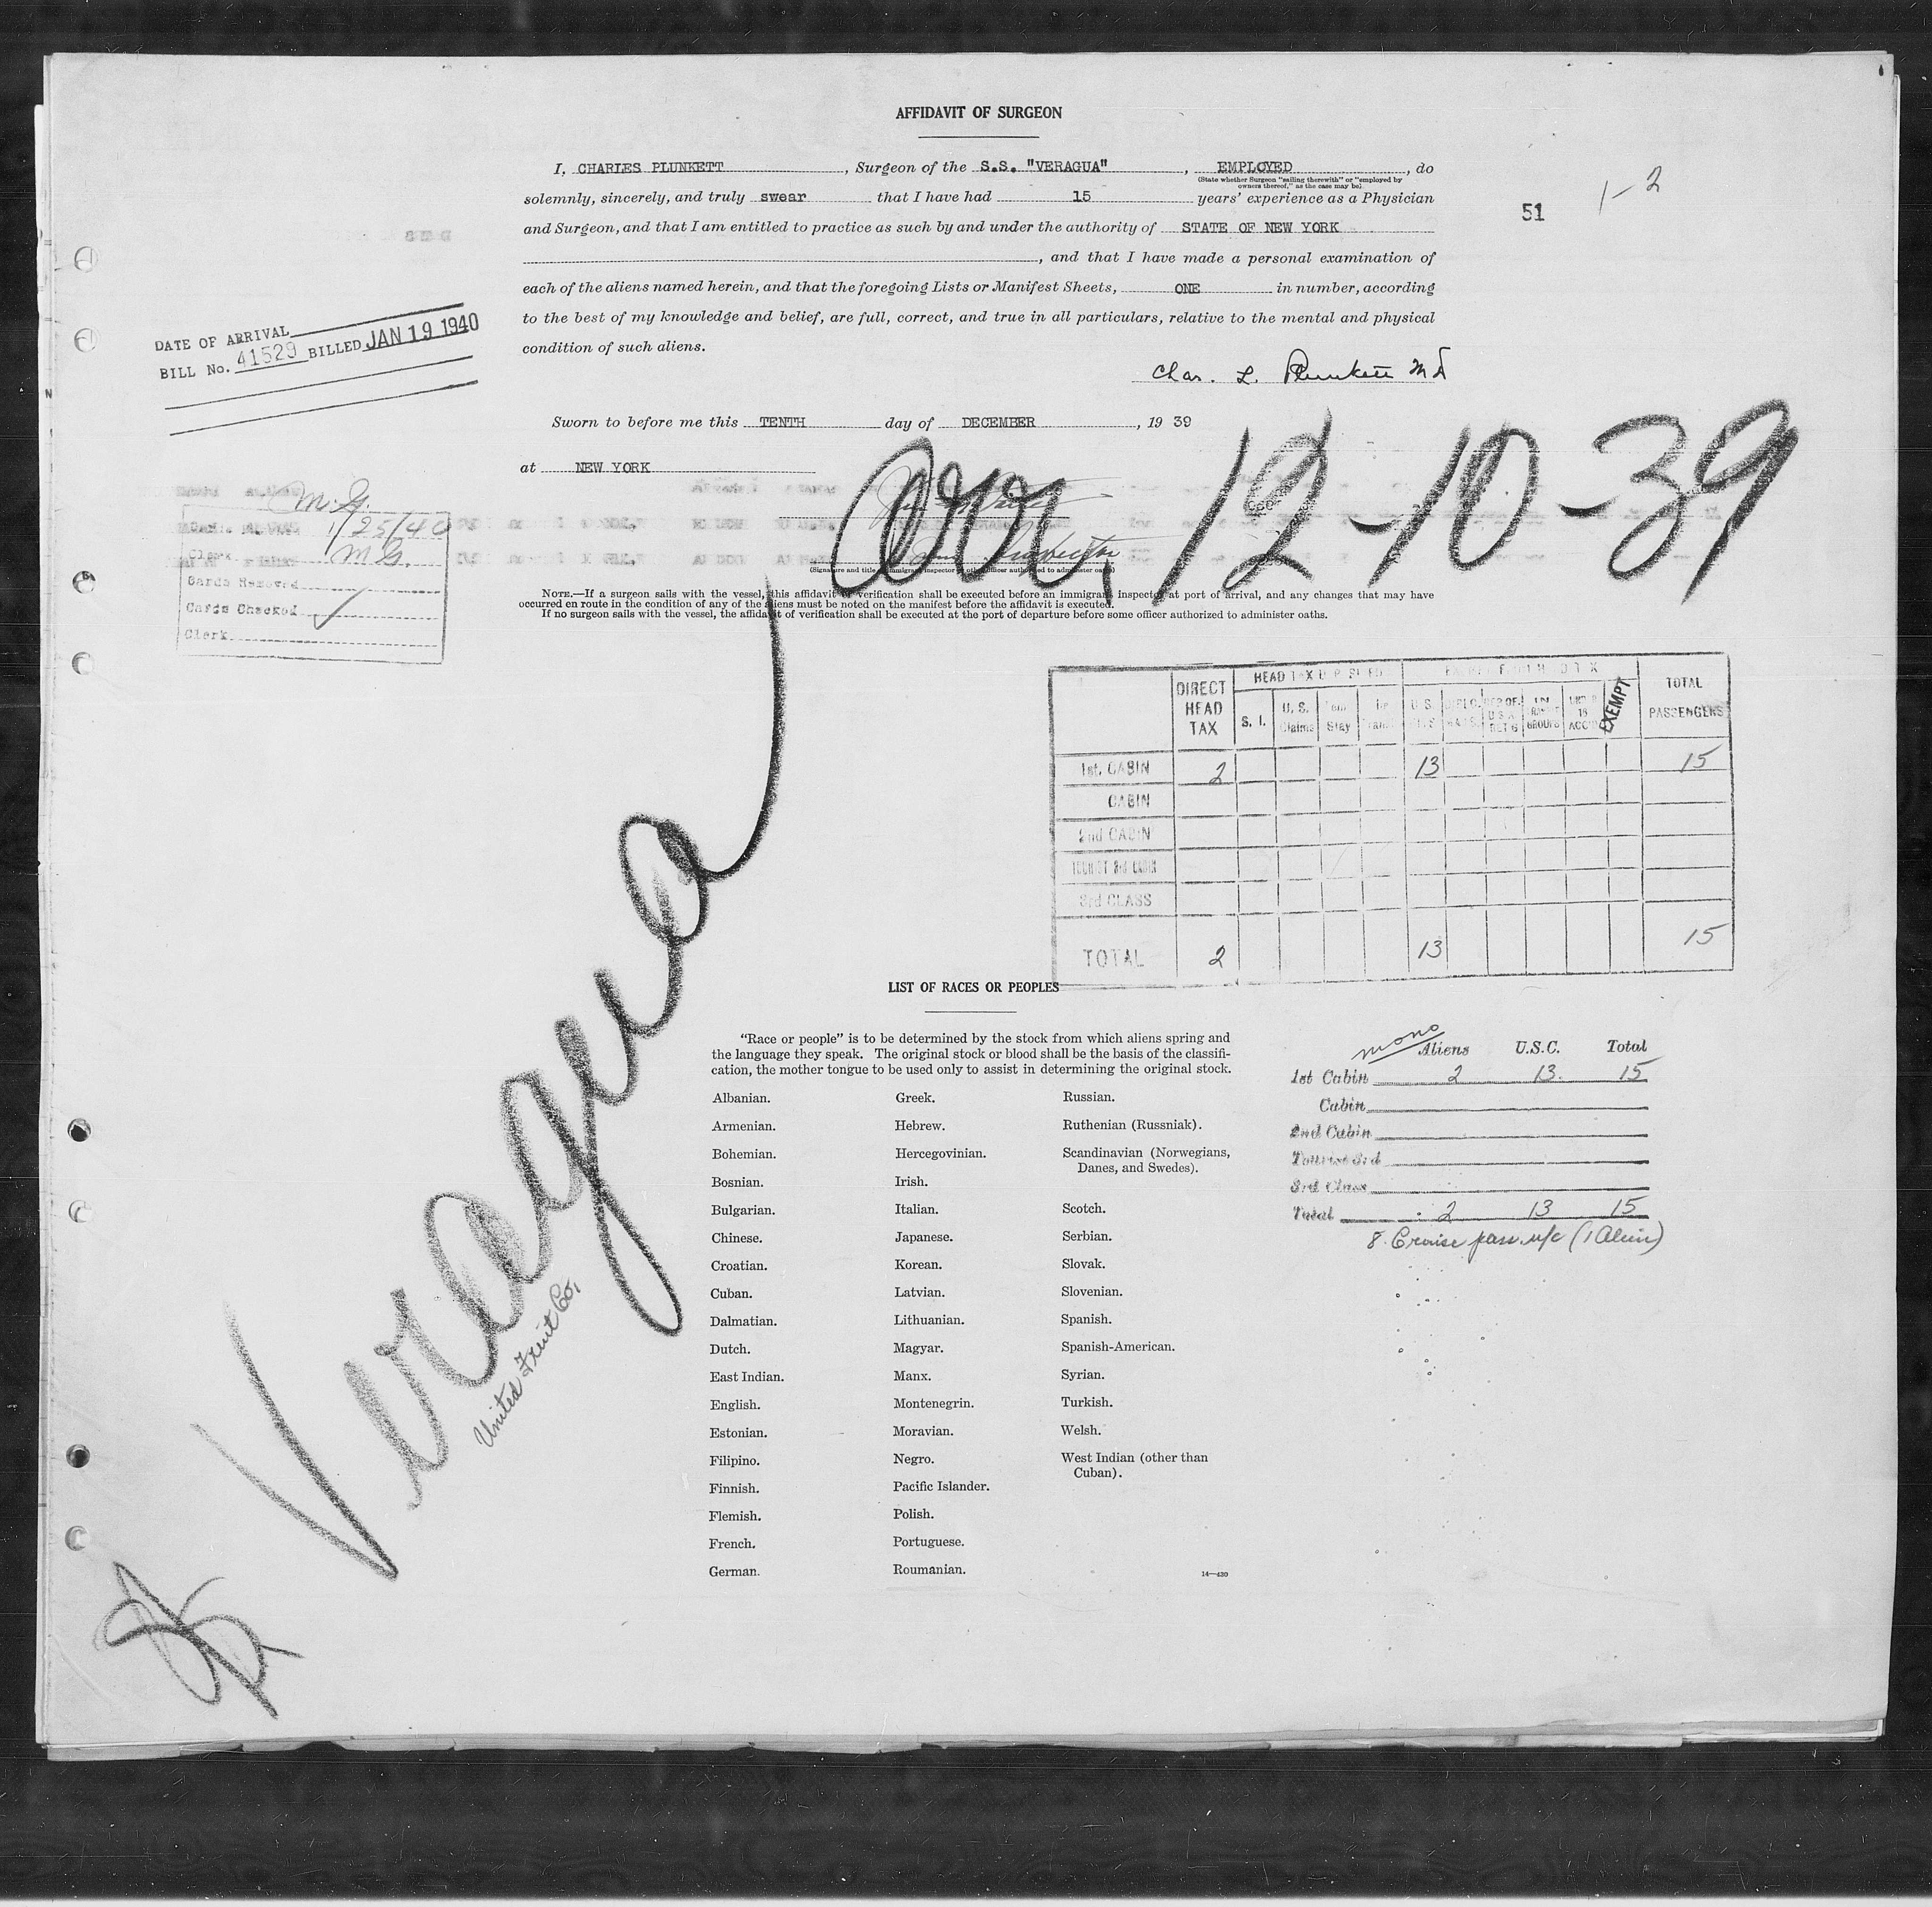 AFFIDAVIT OF SURGEON
I, CHARLES PLUNKETT, Surgeon of the S.S. "VERAGUA", EMPLOYED, do
(State whether Surgeon "sailing therewith" or "employed by
owners thereof," as the case may be)
solemnly, sincerely, and truly swear that I have had 15 years' experience as a Physician
51
1-2
and Surgeon, and that I am entitled to practice as such by and under the authority of STATE OF NEW YORK
, and that I have made a personal examination of
each of the aliens named herein, and that the foregoing Lists or Manifest Sheets, ONE in number, according
to the best of my knowledge and belief, are full, correct, and true in all particulars, relative to the mental and physical
condition of such aliens.
DATE OF ARRIVAL
BILL No. 41529 BILLED JAN 19 1940
Chas. L. Plunkett MD
Sworn to before me this TENTH day of DECEMBER, 19 39
at NEW YORK
12-10-39
M.G.
1/25/40
Clerk M.G.
Cards Removed
Cards Checked ✓
Clerk
(Signature and title immigrant inspector or other officer authorized to administer oaths)
NOTE.—If a surgeon sails with the vessel, this affidavit of verification shall be executed before an immigrant inspector at port of arrival, and any changes that may have
occurred en route in the condition of any of the aliens must be noted on the manifest before the affidavit is executed.
If no surgeon sails with the vessel, the affidavit of verification shall be executed at the port of departure before some officer authorized to administer oaths.
DIRECT HEAD TAX
HEAD TAX
S. I.
U. S. Claims
Stay
U.S.
GROUPS
EXEMPT
TOTAL PASSENGERS
1st. CABIN 2 13 15
CABIN
2nd CABIN
TOURIST 3rd CABIN
3rd CLASS
TOTAL 2 13 15
Veragua
United Fruit Co.
LIST OF RACES OR PEOPLES
"Race or people" is to be determined by the stock from which aliens spring and
the language they speak. The original stock or blood shall be the basis of the classifi-
cation, the mother tongue to be used only to assist in determining the original stock.
Albanian.
Armenian.
Bohemian.
Bosnian.
Bulgarian.
Chinese.
Croatian.
Cuban.
Dalmatian.
Dutch.
East Indian.
English.
Estonian.
Filipino.
Finnish.
Flemish.
French.
German.
Greek.
Hebrew.
Hercegovinian.
Irish.
Italian.
Japanese.
Korean.
Latvian.
Lithuanian.
Magyar.
Manx.
Montenegrin.
Moravian.
Negro.
Pacific Islander.
Polish.
Portuguese.
Roumanian.
Russian.
Ruthenian (Russniak).
Scandinavian (Norwegians,
Danes, and Swedes).
Scotch.
Serbian.
Slovak.
Slovenian.
Spanish.
Spanish-American.
Syrian.
Turkish.
Welsh.
West Indian (other than
Cuban).
14—430
mono
Aliens U.S.C. Total
1st Cabin 2 13. 15
Cabin
2nd Cabin
Tourist 3rd
3rd Class
Total 2 13 15
8. Cruise pass. n/c (1 Alien)